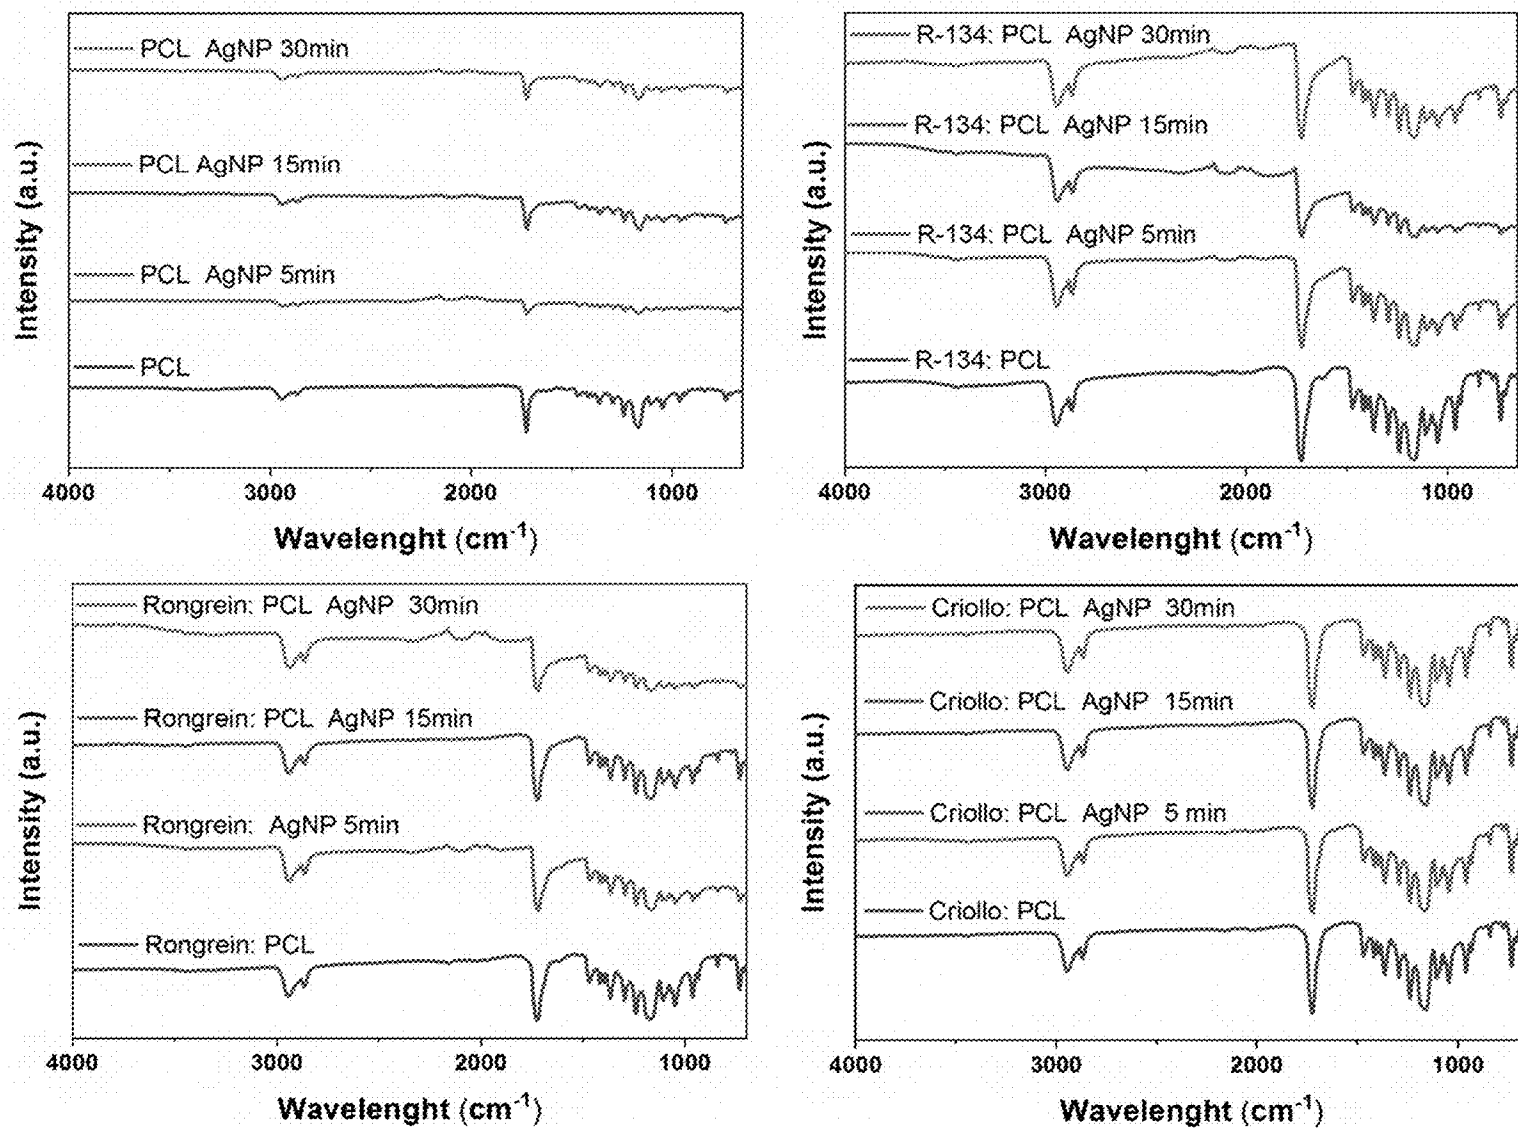 PCL AgNP 30min
PCL AgNP 15min
PCL AgNP 5min
PCL
Intensity (a.u.)
4000 3000 2000 1000
Wavelenght (cm-1)
R-134: PCL AgNP 30min
R-134: PCL AgNP 15min
R-134: PCL AgNP 5min
R-134: PCL
Intensity (a.u.)
4000 3000 2000 1000
Wavelenght (cm-1)
Rongrein: PCL AgNP 30min
Rongrein: PCL AgNP 15min
Rongrein: AgNP 5min
Rongrein: PCL
Intensity (a.u.)
4000 3000 2000 1000
Wavelenght (cm-1)
Criollo: PCL AgNP 30min
Criollo: PCL AgNP 15min
Criollo: PCL AgNP 5 min
Criollo: PCL
Intensity (a.u.)
4000 3000 2000 1000
Wavelenght (cm-1)